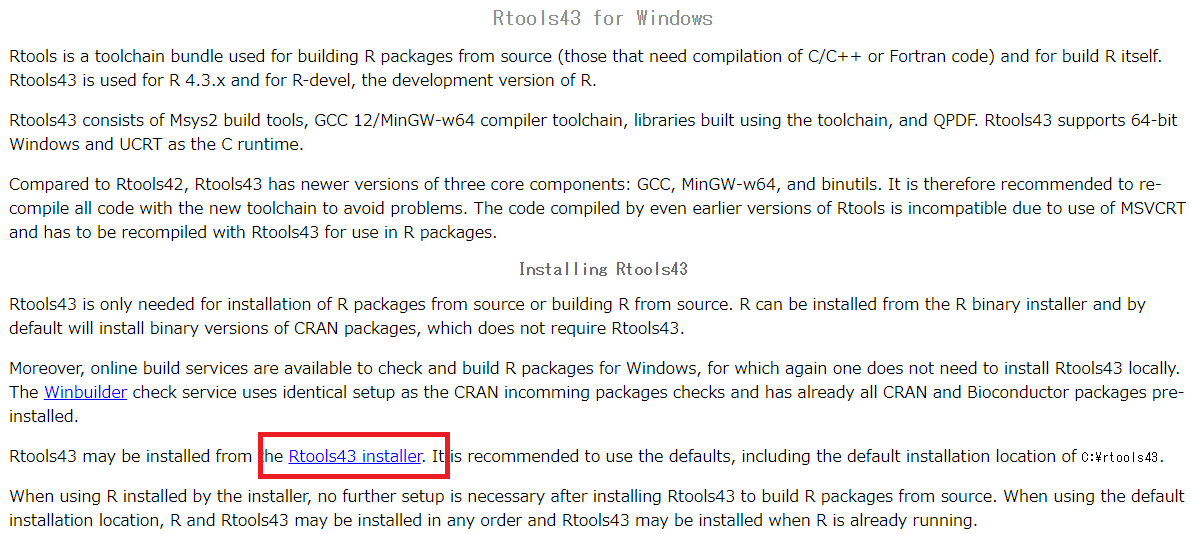 Rtools43 for Windows
Rtools is a toolchain bundle used for building R packages from source (those that need compilation of C/C++ or Fortran code) and for build R itself.
Rtools43 is used for R 4.3.x and for R-devel, the development version of R.
Rtools43 consists of Msys2 build tools, GCC 12/MinGW-w64 compiler toolchain, libraries built using the toolchain, and QPDF. Rtools43 supports 64-bit
Windows and UCRT as the C runtime.
Compared to Rtools42, Rtools43 has newer versions of three core components: GCC, MinGW-w64, and binutils. It is therefore recommended to re-
compile all code with the new toolchain to avoid problems. The code compiled by even earlier versions of Rtools is incompatible due to use of MSVCRT
and has to be recompiled with Rtools43 for use in R packages.
Installing Rtools43
Rtools43 is only needed for installation of R packages from source or building R from source. R can be installed from the R binary installer and by
default will install binary versions of CRAN packages, which does not require Rtools43.
Moreover, online build services are available to check and build R packages for Windows, for which again one does not need to install Rtools43 locally.
The Winbuilder check service uses identical setup as the CRAN incomming packages checks and has already all CRAN and Bioconductor packages pre-
installed.
Rtools43 may be installed from the Rtools43 installer. It is recommended to use the defaults, including the default installation location of C:¥rtools43.
When using R installed by the installer, no further setup is necessary after installing Rtools43 to build R packages from source. When using the default
installation location, R and Rtools43 may be installed in any order and Rtools43 may be installed when R is already running.